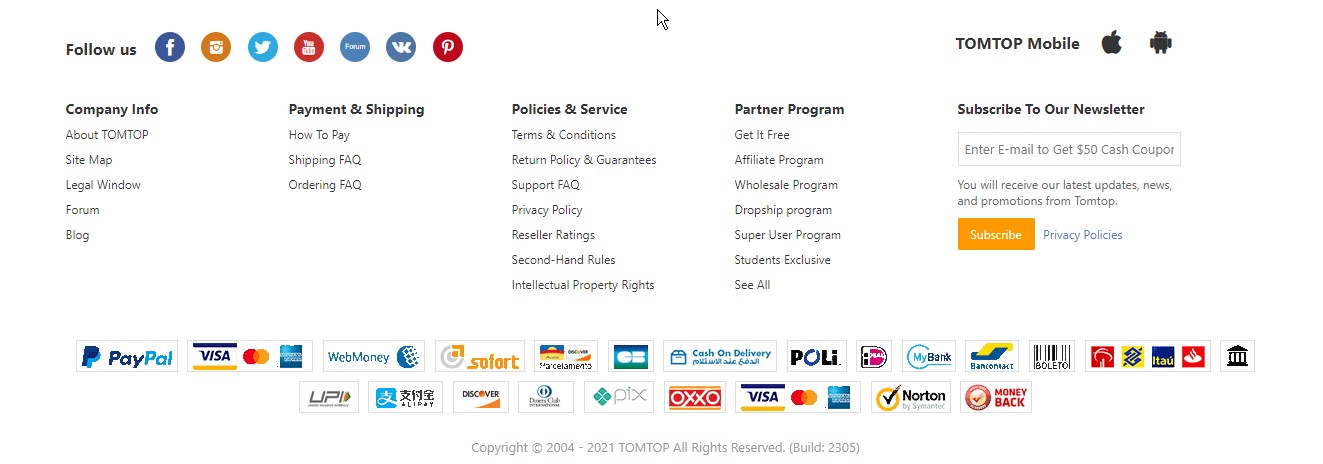 Follow us
You Tube
Forum
TOMTOP Mobile
Company Info
About TOMTOP
Site Map
Legal Window
Forum
Blog
Payment & Shipping
How To Pay
Shipping FAQ
Ordering FAQ
Policies & Service
Terms & Conditions
Return Policy & Guarantees
Support FAQ
Privacy Policy
Reseller Ratings
Second-Hand Rules
Intellectual Property Rights
Partner Program
Get It Free
Affiliate Program
Wholesale Program
Dropship program
Super User Program
Students Exclusive
See All
Subscribe To Our Newsletter
Enter E-mail to Get $50 Cash Coupon
You will receive our latest updates, news,
and promotions from Tomtop.
Subscribe Privacy Policies
PayPal VISA WebMoney sofort DISCOVER Parcelamento CB Cash On Delivery الدفع عند الاستلام POLi iDEAL MyBank Bancontact BOLETO Itaú
UPI 支付宝 ALIPAY DISCOVER Diners Club INTERNATIONAL pix OXXO VISA Norton by Symantec MONEY BACK
Copyright © 2004 - 2021 TOMTOP All Rights Reserved. (Build: 2305)